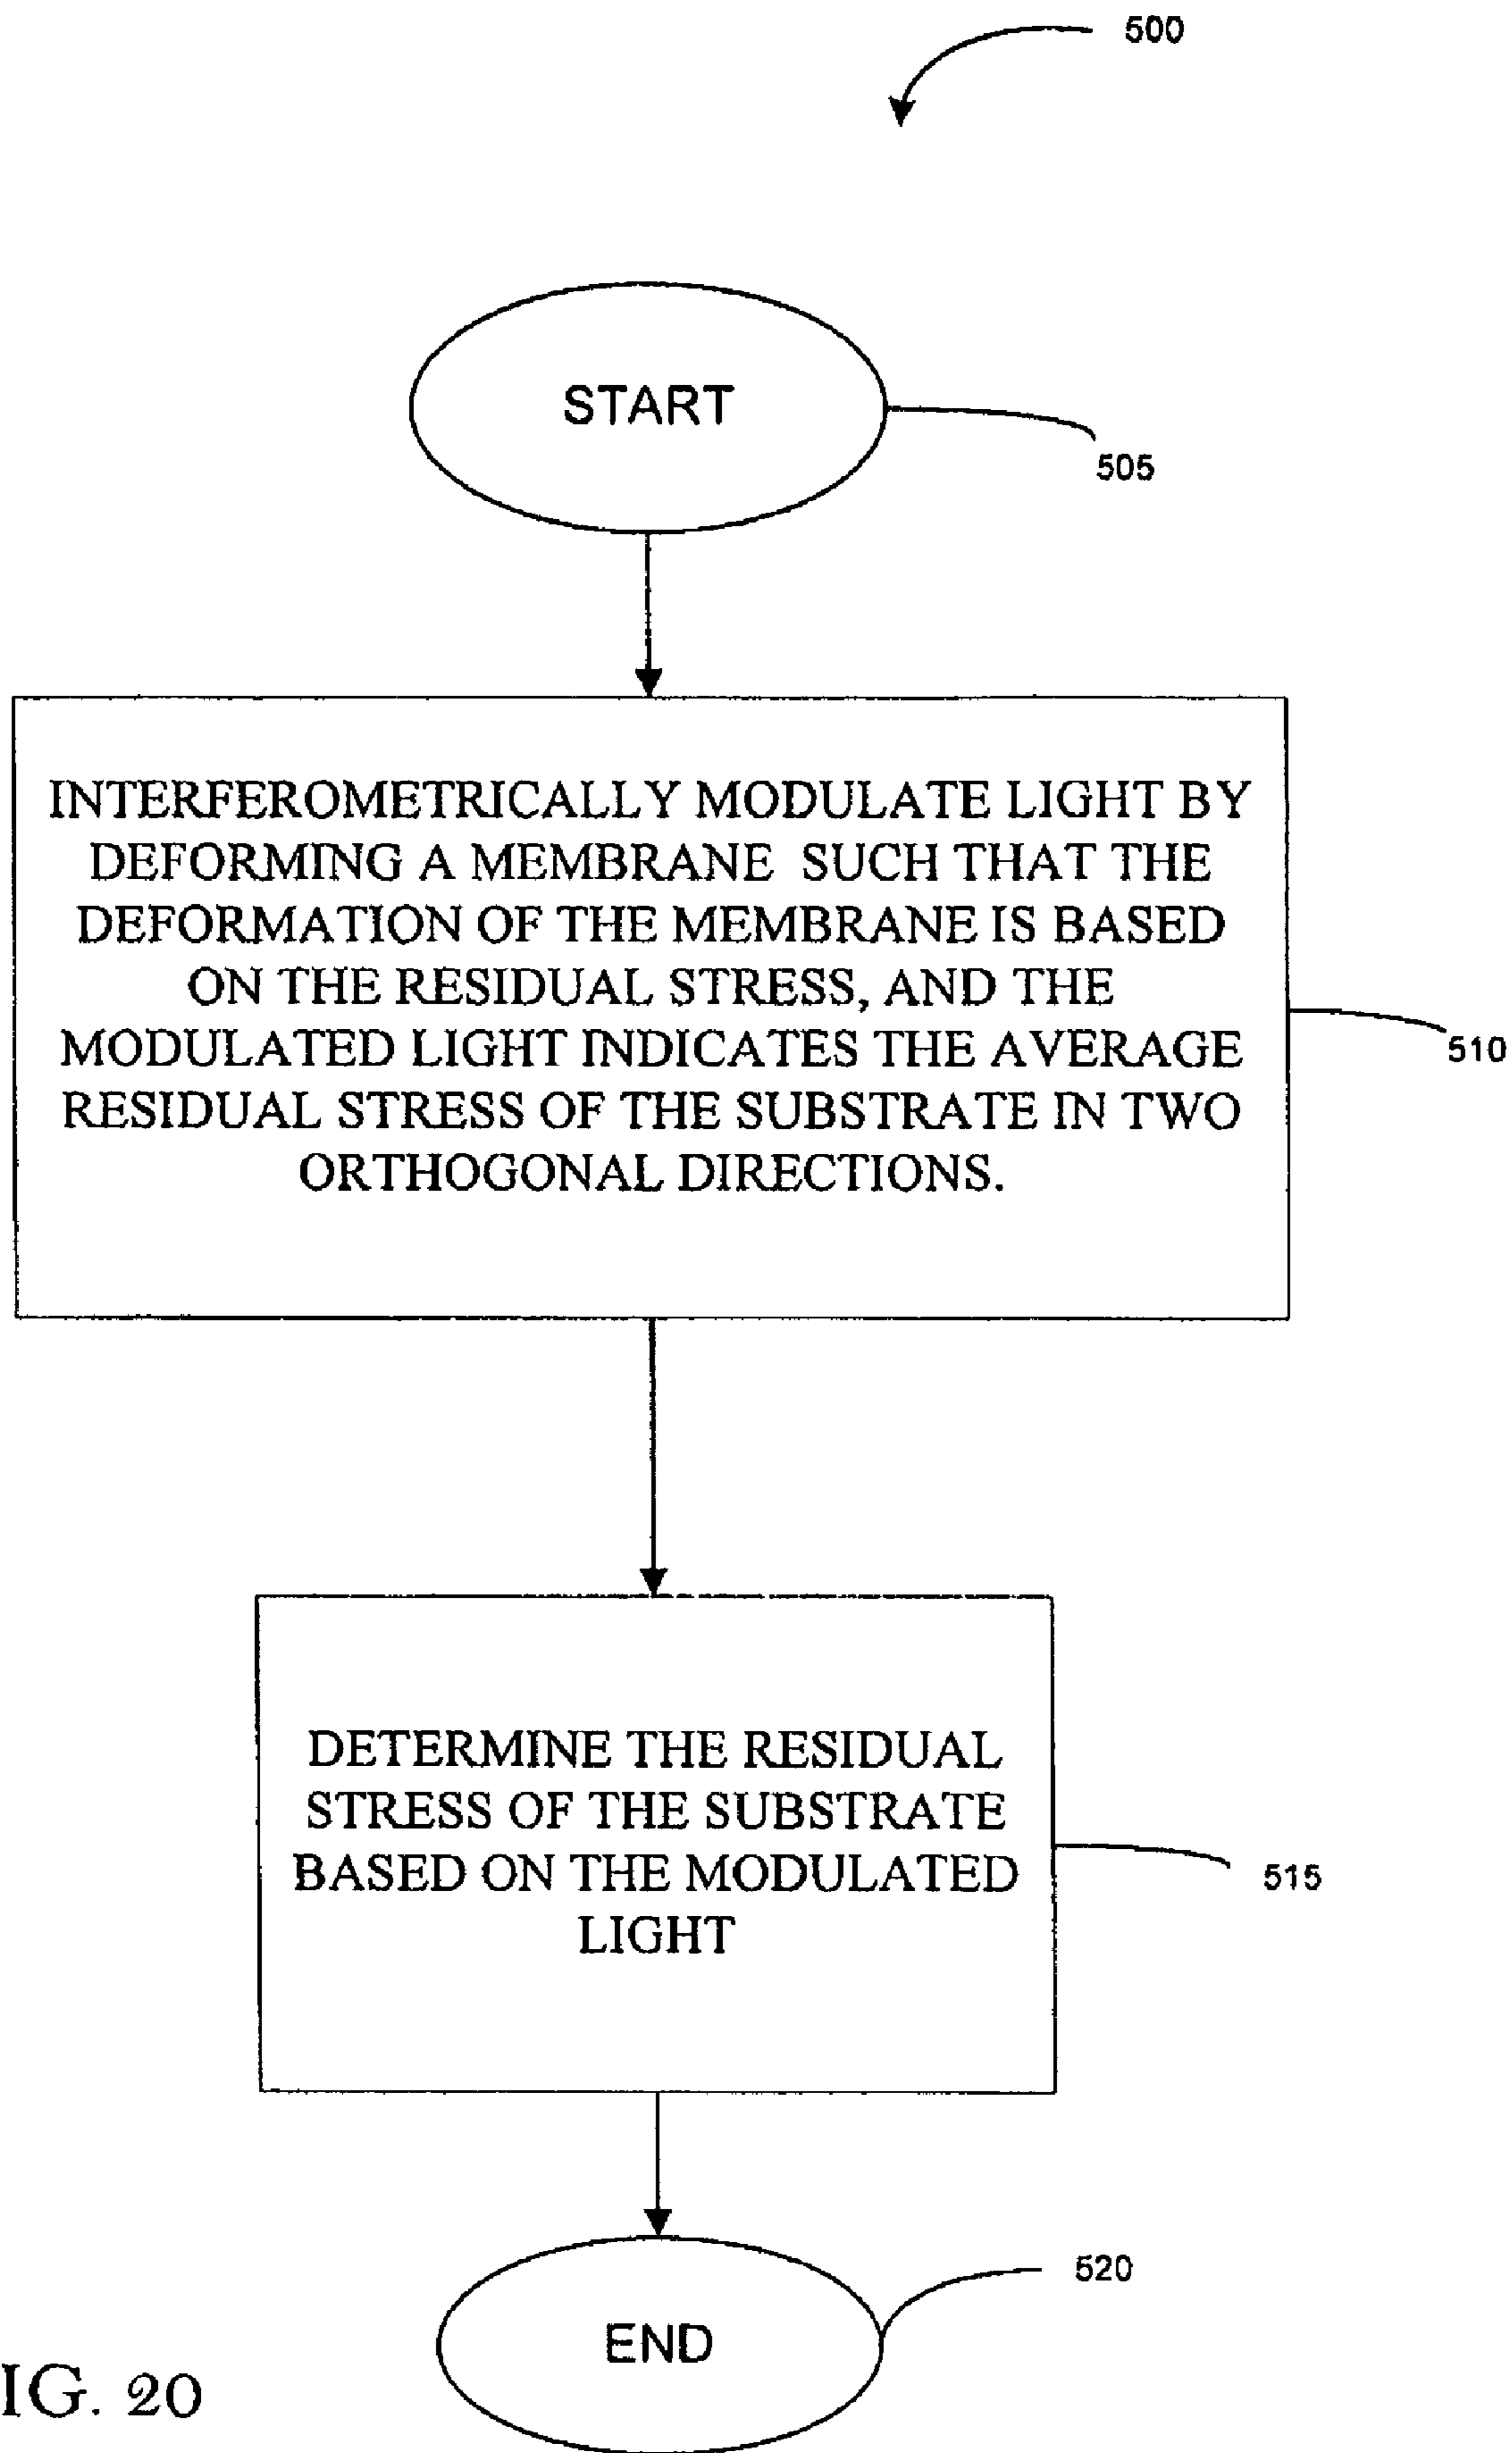 500
START
505
INTERFEROMETRICALLY MODULATE LIGHT BY
DEFORMING A MEMBRANE SUCH THAT THE
DEFORMATION OF THE MEMBRANE IS BASED
ON THE RESIDUAL STRESS, AND THE
MODULATED LIGHT INDICATES THE AVERAGE
RESIDUAL STRESS OF THE SUBSTRATE IN TWO
ORTHOGONAL DIRECTIONS.
510
DETERMINE THE RESIDUAL
STRESS OF THE SUBSTRATE
BASED ON THE MODULATED
LIGHT
515
520
END
IG. 20